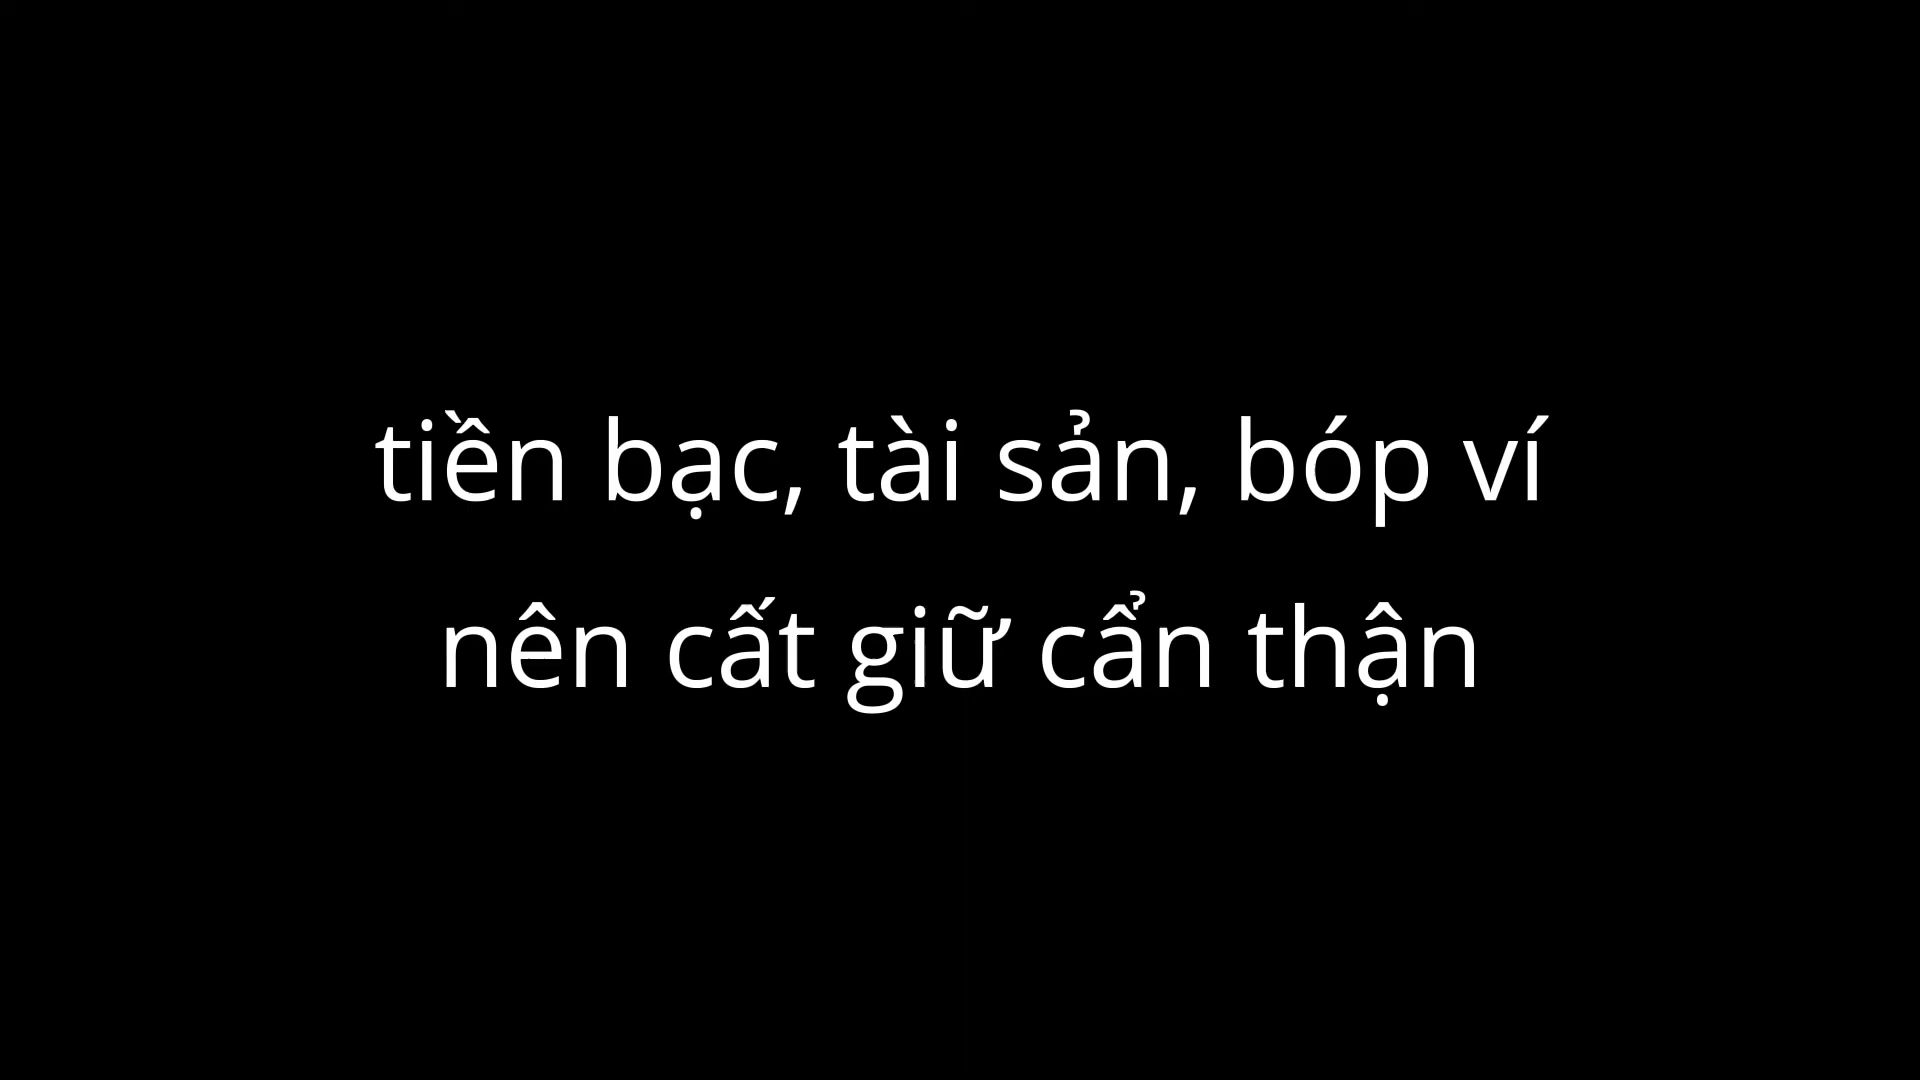 tiền bạc, tài sản, bóp ví
nên cất giữ cẩn thận